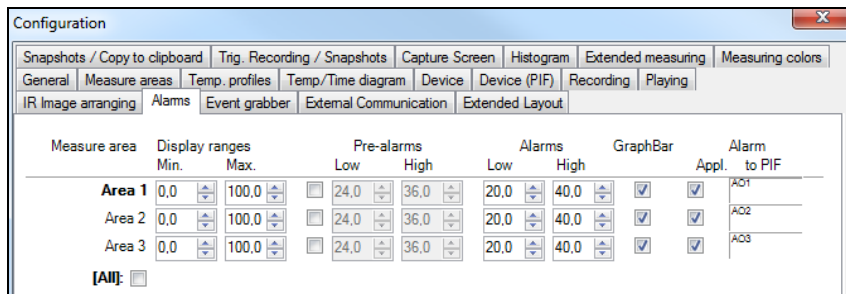 Configuration
Snapshots / Copy to clipboard Trig. Recording / Snapshots Capture Screen Histogram Extended measuring Measuring colors
General Measure areas Temp. profiles Temp/Time diagram Device Device (PIF) Recording Playing
IR Image arranging Alarms Event grabber External Communication Extended Layout
Measure area Display ranges Pre-alarms Alarms GraphBar Alarm
Min. Max. Low High Low High Appl. to PIF
Area 1 0,0 100,0 24,0 36,0 20,0 40,0 AO1
Area 2 0,0 100,0 24,0 36,0 20,0 40,0 AO2
Area 3 0,0 100,0 24,0 36,0 20,0 40,0 AO3
[All]: